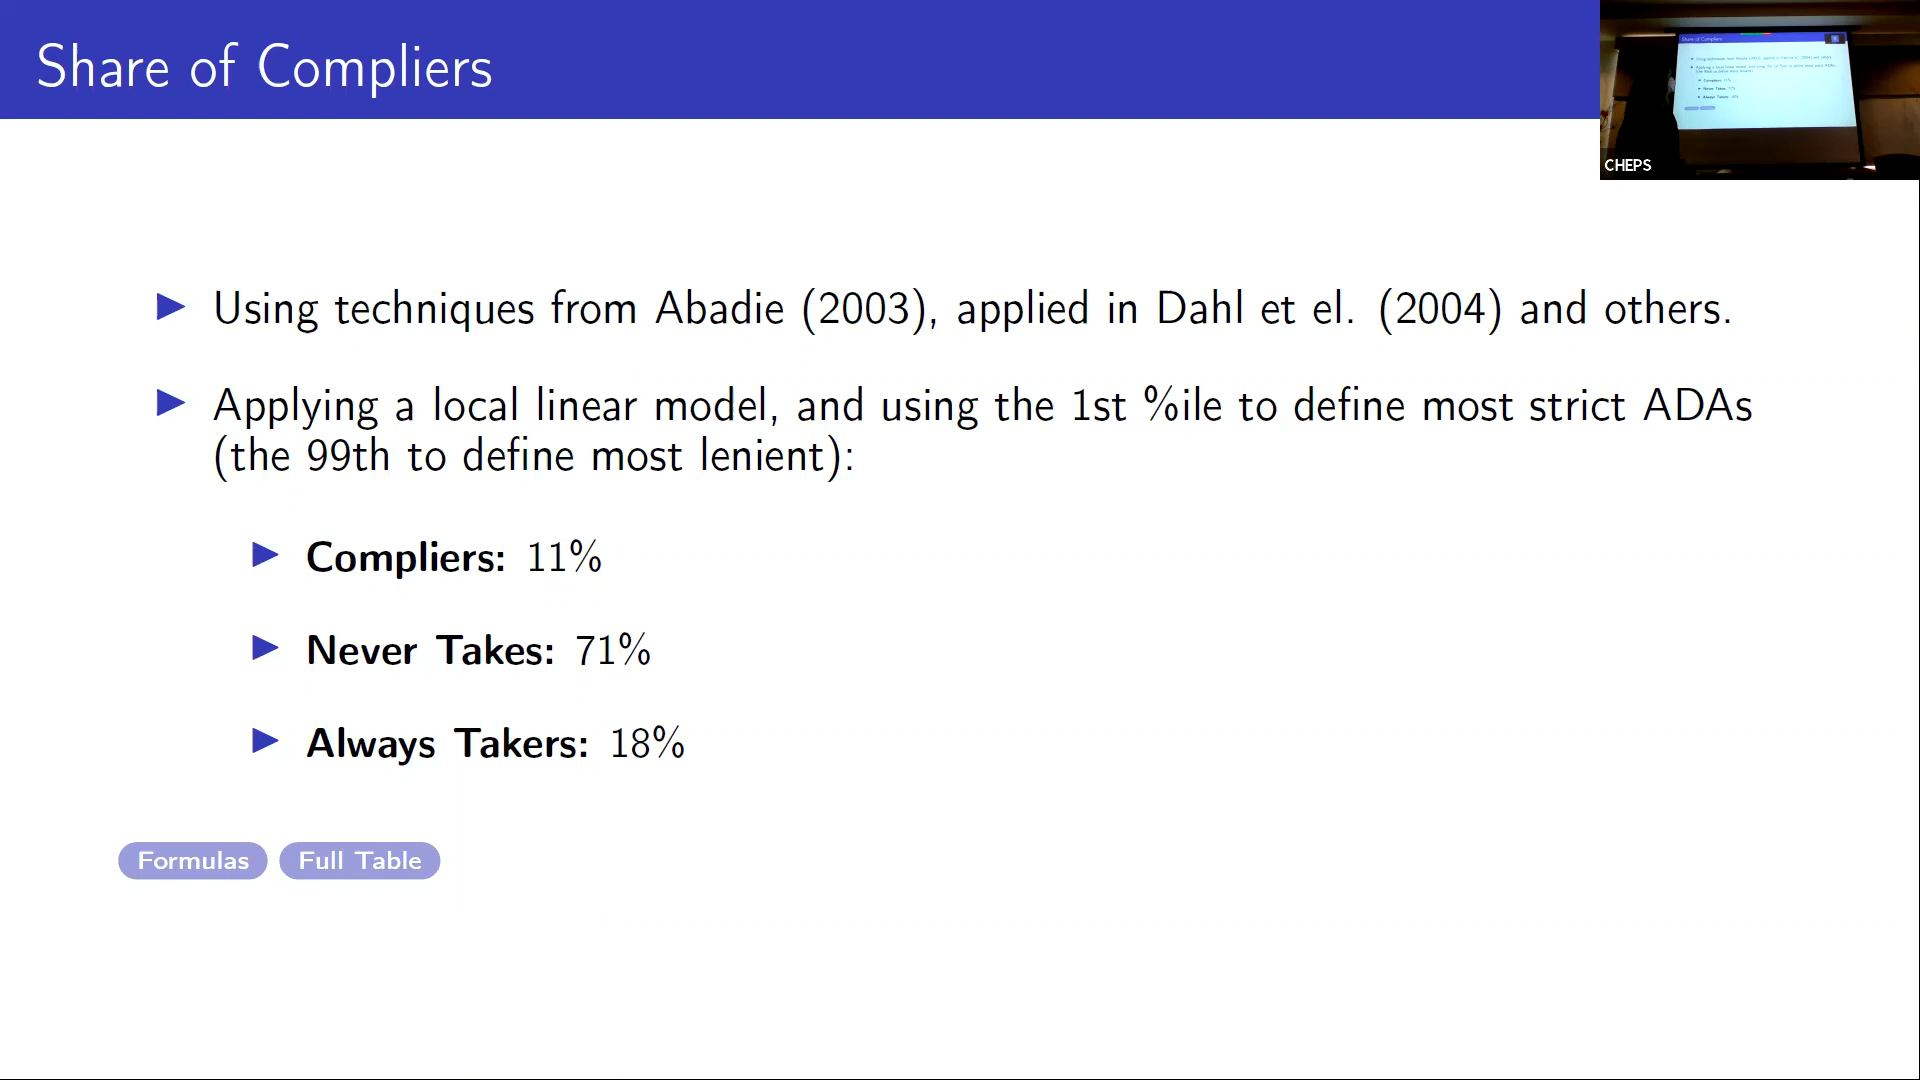 Share of Compliers
CHEPS
▶ Using techniques from Abadie (2003), applied in Dahl et el. (2004) and others.
▶ Applying a local linear model, and using the 1st %ile to define most strict ADAs
(the 99th to define most lenient):
▶ Compliers: 11%
▶ Never Takes: 71%
▶ Always Takers: 18%
Formulas Full Table